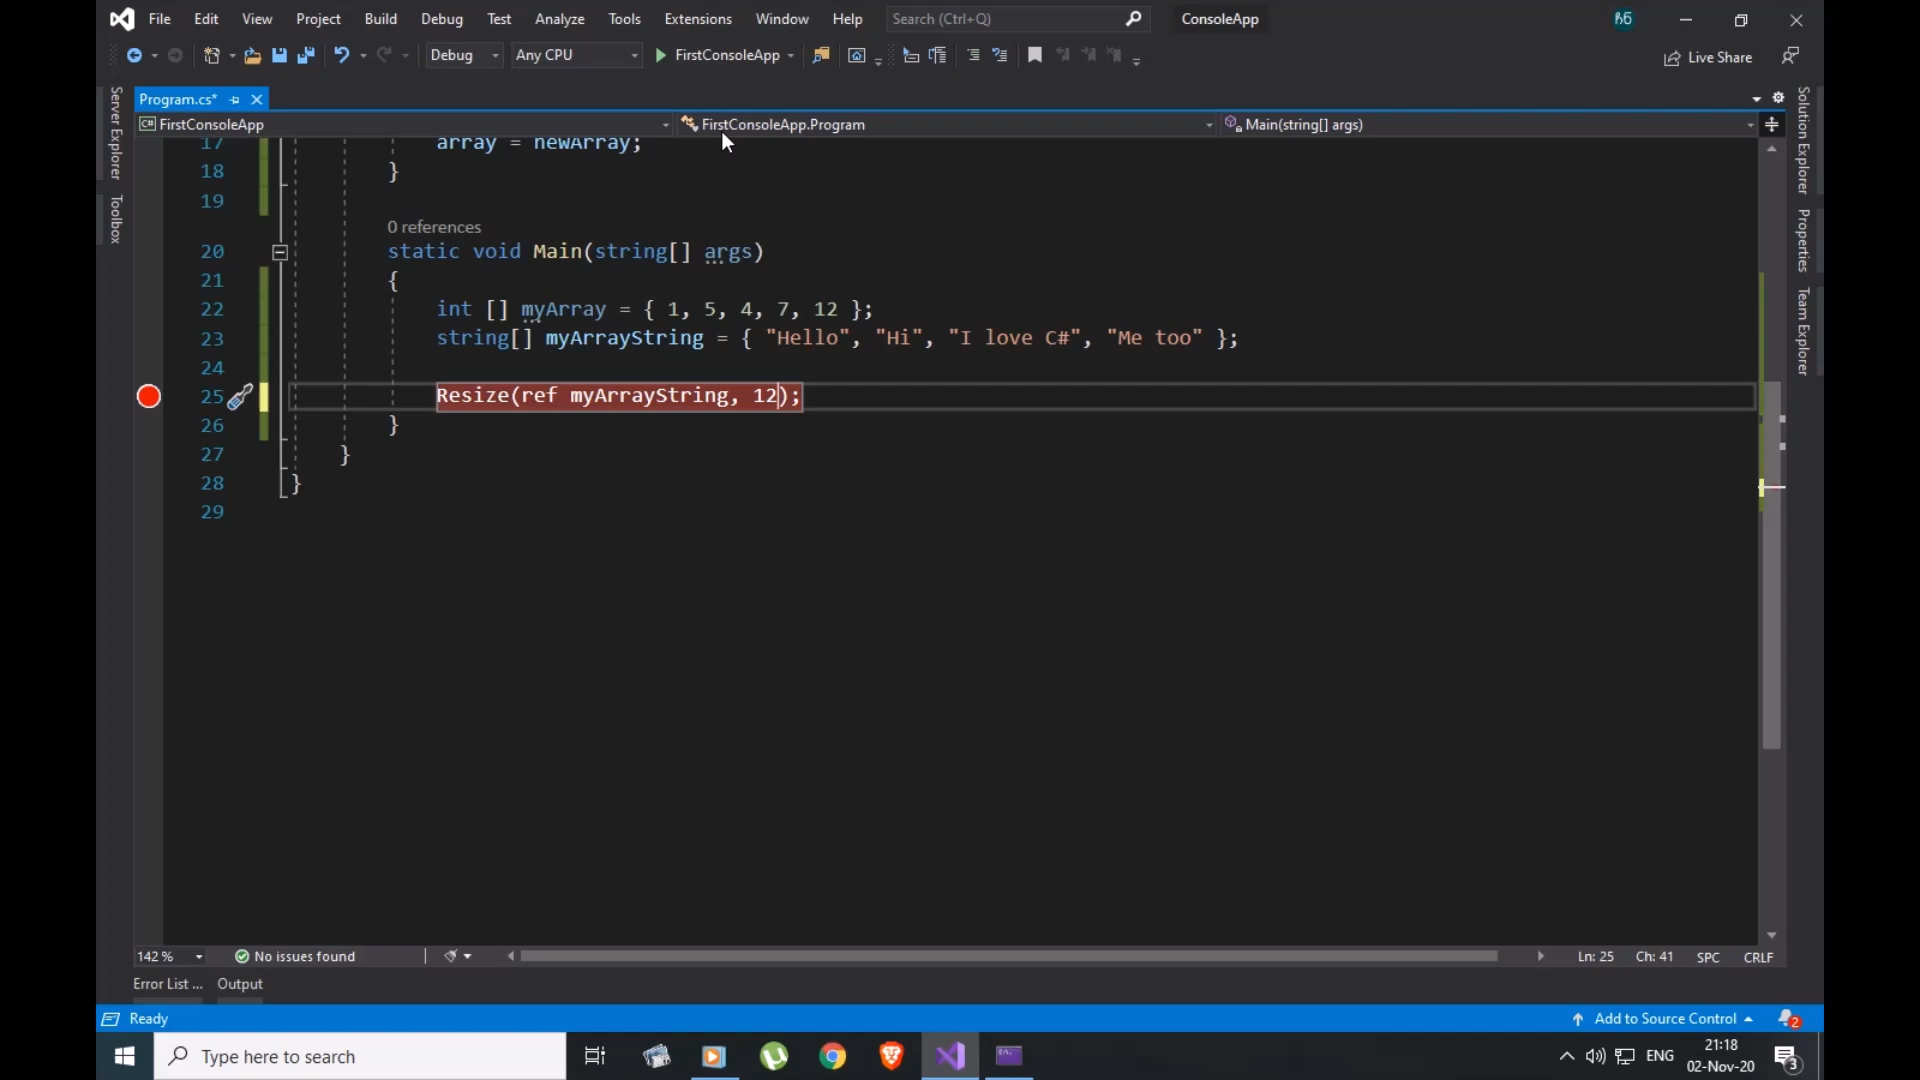 File Edit View Project Build Debug Test Analyze Tools Extensions Window Help Search (Ctrl+Q) ConsoleApp
Debug Any CPU FirstConsoleApp Live Share
Server Explorer
Toolbox
Solution Explorer
Properties
Team Explorer
Program.cs*
C# FirstConsoleApp FirstConsoleApp.Program Main(string[] args)
17 array = newArray;
18 }
19
0 references
20 static void Main(string[] args)
21 {
22 int [] myArray = { 1, 5, 4, 7, 12 };
23 string[] myArrayString = { "Hello", "Hi", "I love C#", "Me too" };
24
25 Resize(ref myArrayString, 12);
26 }
27 }
28 }
29
142 % No issues found Ln: 25 Ch: 41 SPC CRLF
Error List ... Output
Ready Add to Source Control 2
Type here to search ENG 21:18
02-Nov-20 3